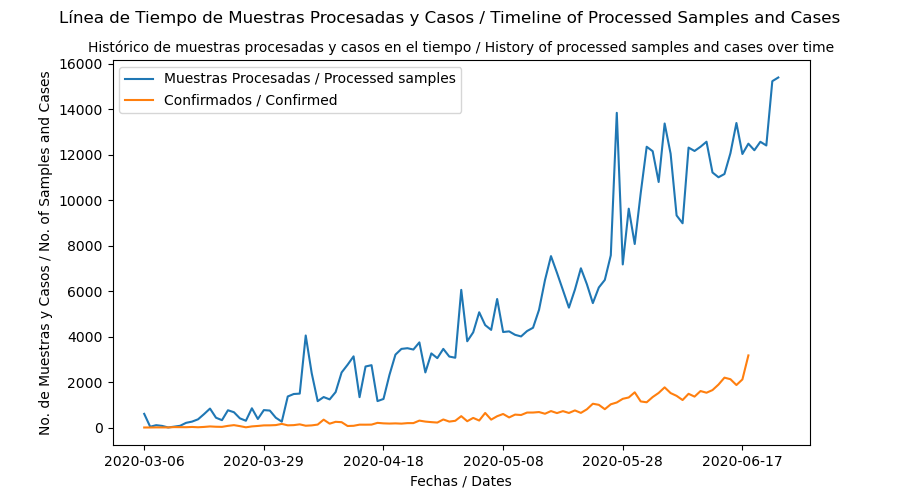 Línea de Tiempo de Muestras Procesadas y Casos / Timeline of Processed Samples and Cases
Histórico de muestras procesadas y casos en el tiempo / History of processed samples and cases over time
Muestras Procesadas / Processed samples
Confirmados / Confirmed
No. de Muestras y Casos / No. of Samples and Cases
16000
14000
12000
10000
8000
6000
4000
2000
0
2020-03-06 2020-03-29 2020-04-18 2020-05-08 2020-05-28 2020-06-17
Fechas / Dates